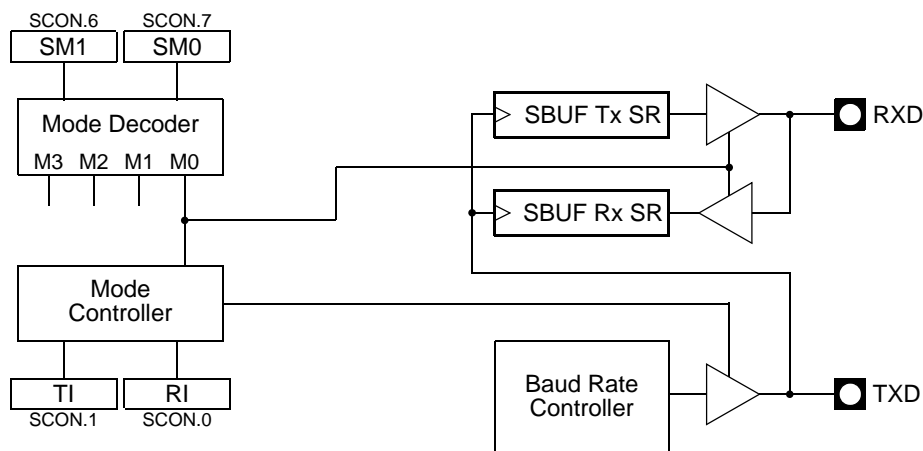 SCON.6 SCON.7
SM1 SM0
Mode Decoder
M3 M2 M1 M0
SBUF Tx SR
RXD
SBUF Rx SR
Mode
Controller
TI RI
SCON.1 SCON.0
Baud Rate
Controller
TXD